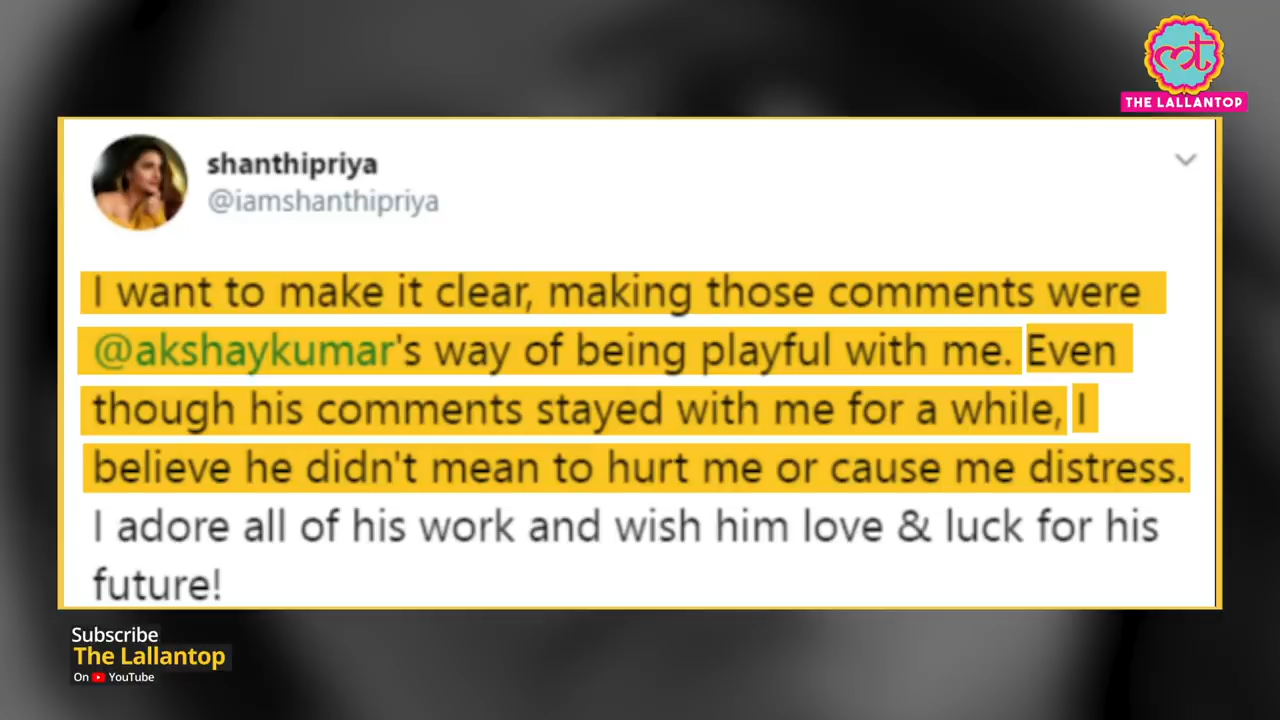 THE LALLANTOP
shanthipriya
@iamshanthipriya
I want to make it clear, making those comments were
@akshaykumar's way of being playful with me. Even
though his comments stayed with me for a while, I
believe he didn't mean to hurt me or cause me distress.
I adore all of his work and wish him love & luck for his
future!
Subscribe
The Lallantop
On YouTube